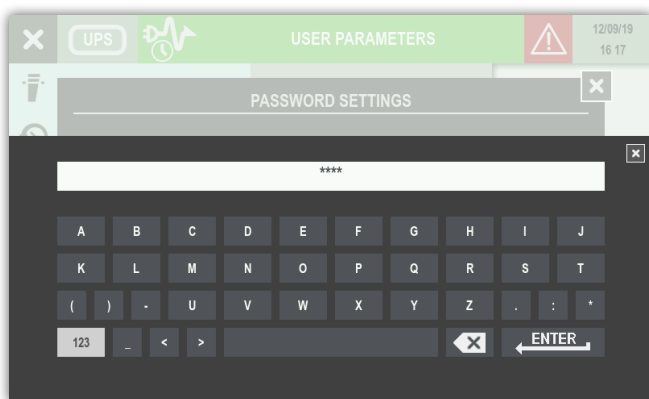 UPS USER PARAMETERS 12/09/19
16 17
PASSWORD SETTINGS
****
A B C D E F G H I J
K L M N O P Q R S T
( ) - U V W X Y Z . : *
123 _ < > ENTER